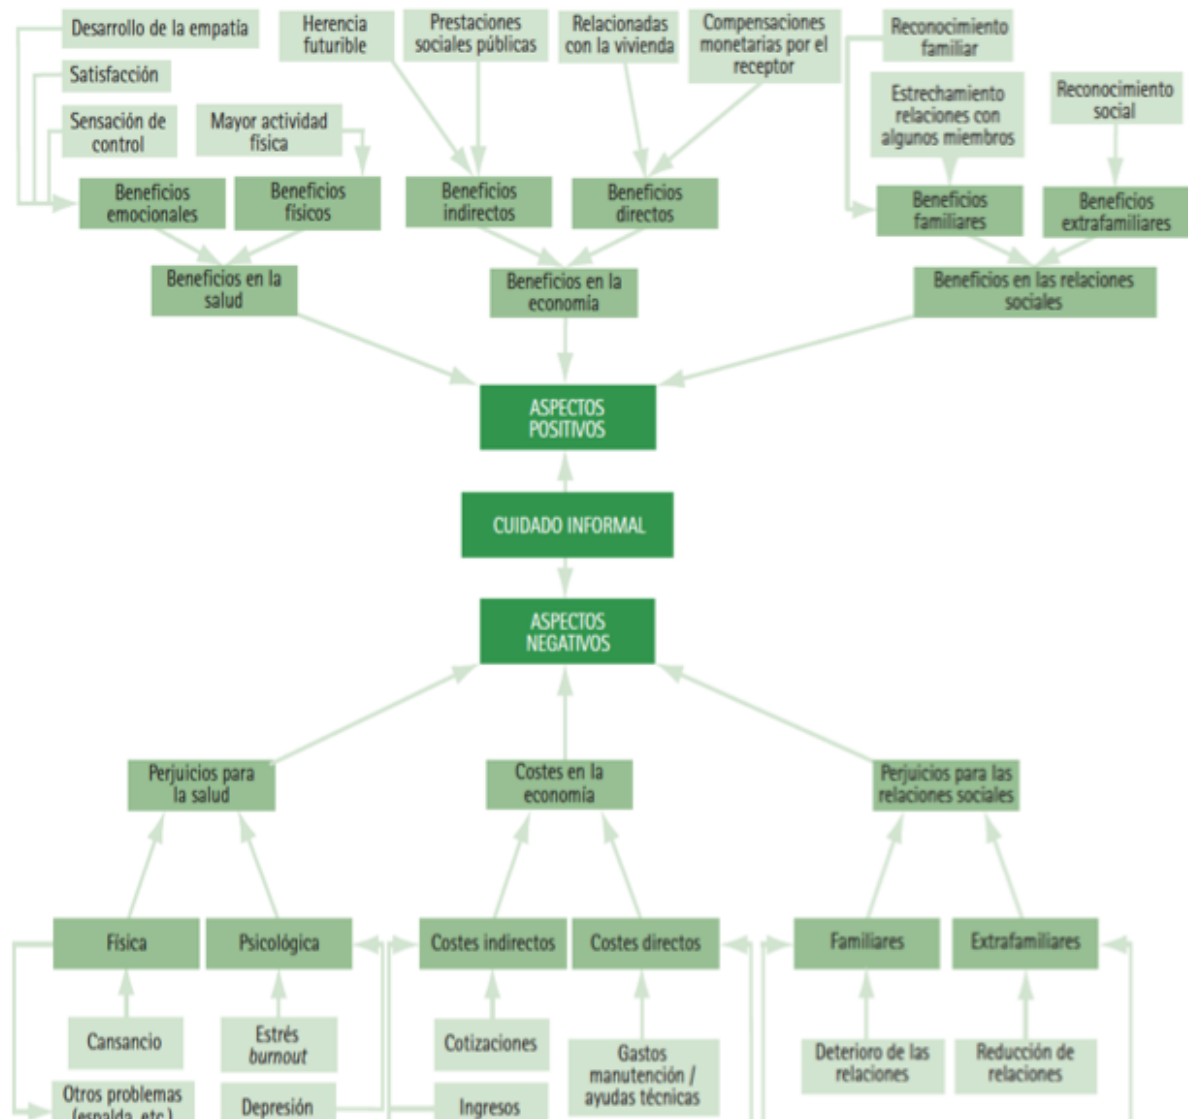 Desarrollo de la empatía
Satisfacción
Sensación de
control
Mayor actividad
física
Herencia
futurible
Prestaciones
sociales públicas
Relacionadas
con la vivienda
Compensaciones
monetarias por el
receptor
Reconocimiento
familiar
Estrechamiento
relaciones con
algunos miembros
Reconocimiento
social
Beneficios
emocionales
Beneficios
físicos
Beneficios
indirectos
Beneficios
directos
Beneficios
familiares
Beneficios
extrafamiliares
Beneficios en la
salud
Beneficios en la
economía
Beneficios en las relaciones
sociales
ASPECTOS
POSITIVOS
CUIDADO INFORMAL
ASPECTOS
NEGATIVOS
Perjuicios para
la salud
Costes en la
economía
Perjuicios para las
relaciones sociales
Física
Psicológica
Costes indirectos
Costes directos
Familiares
Extrafamiliares
Cansancio
Estrés
burnout
Cotizaciones
Gastos
manutención /
ayudas técnicas
Deterioro de las
relaciones
Reducción de
relaciones
Otros problemas
(espalda, etc.)
Depresión
Ingresos